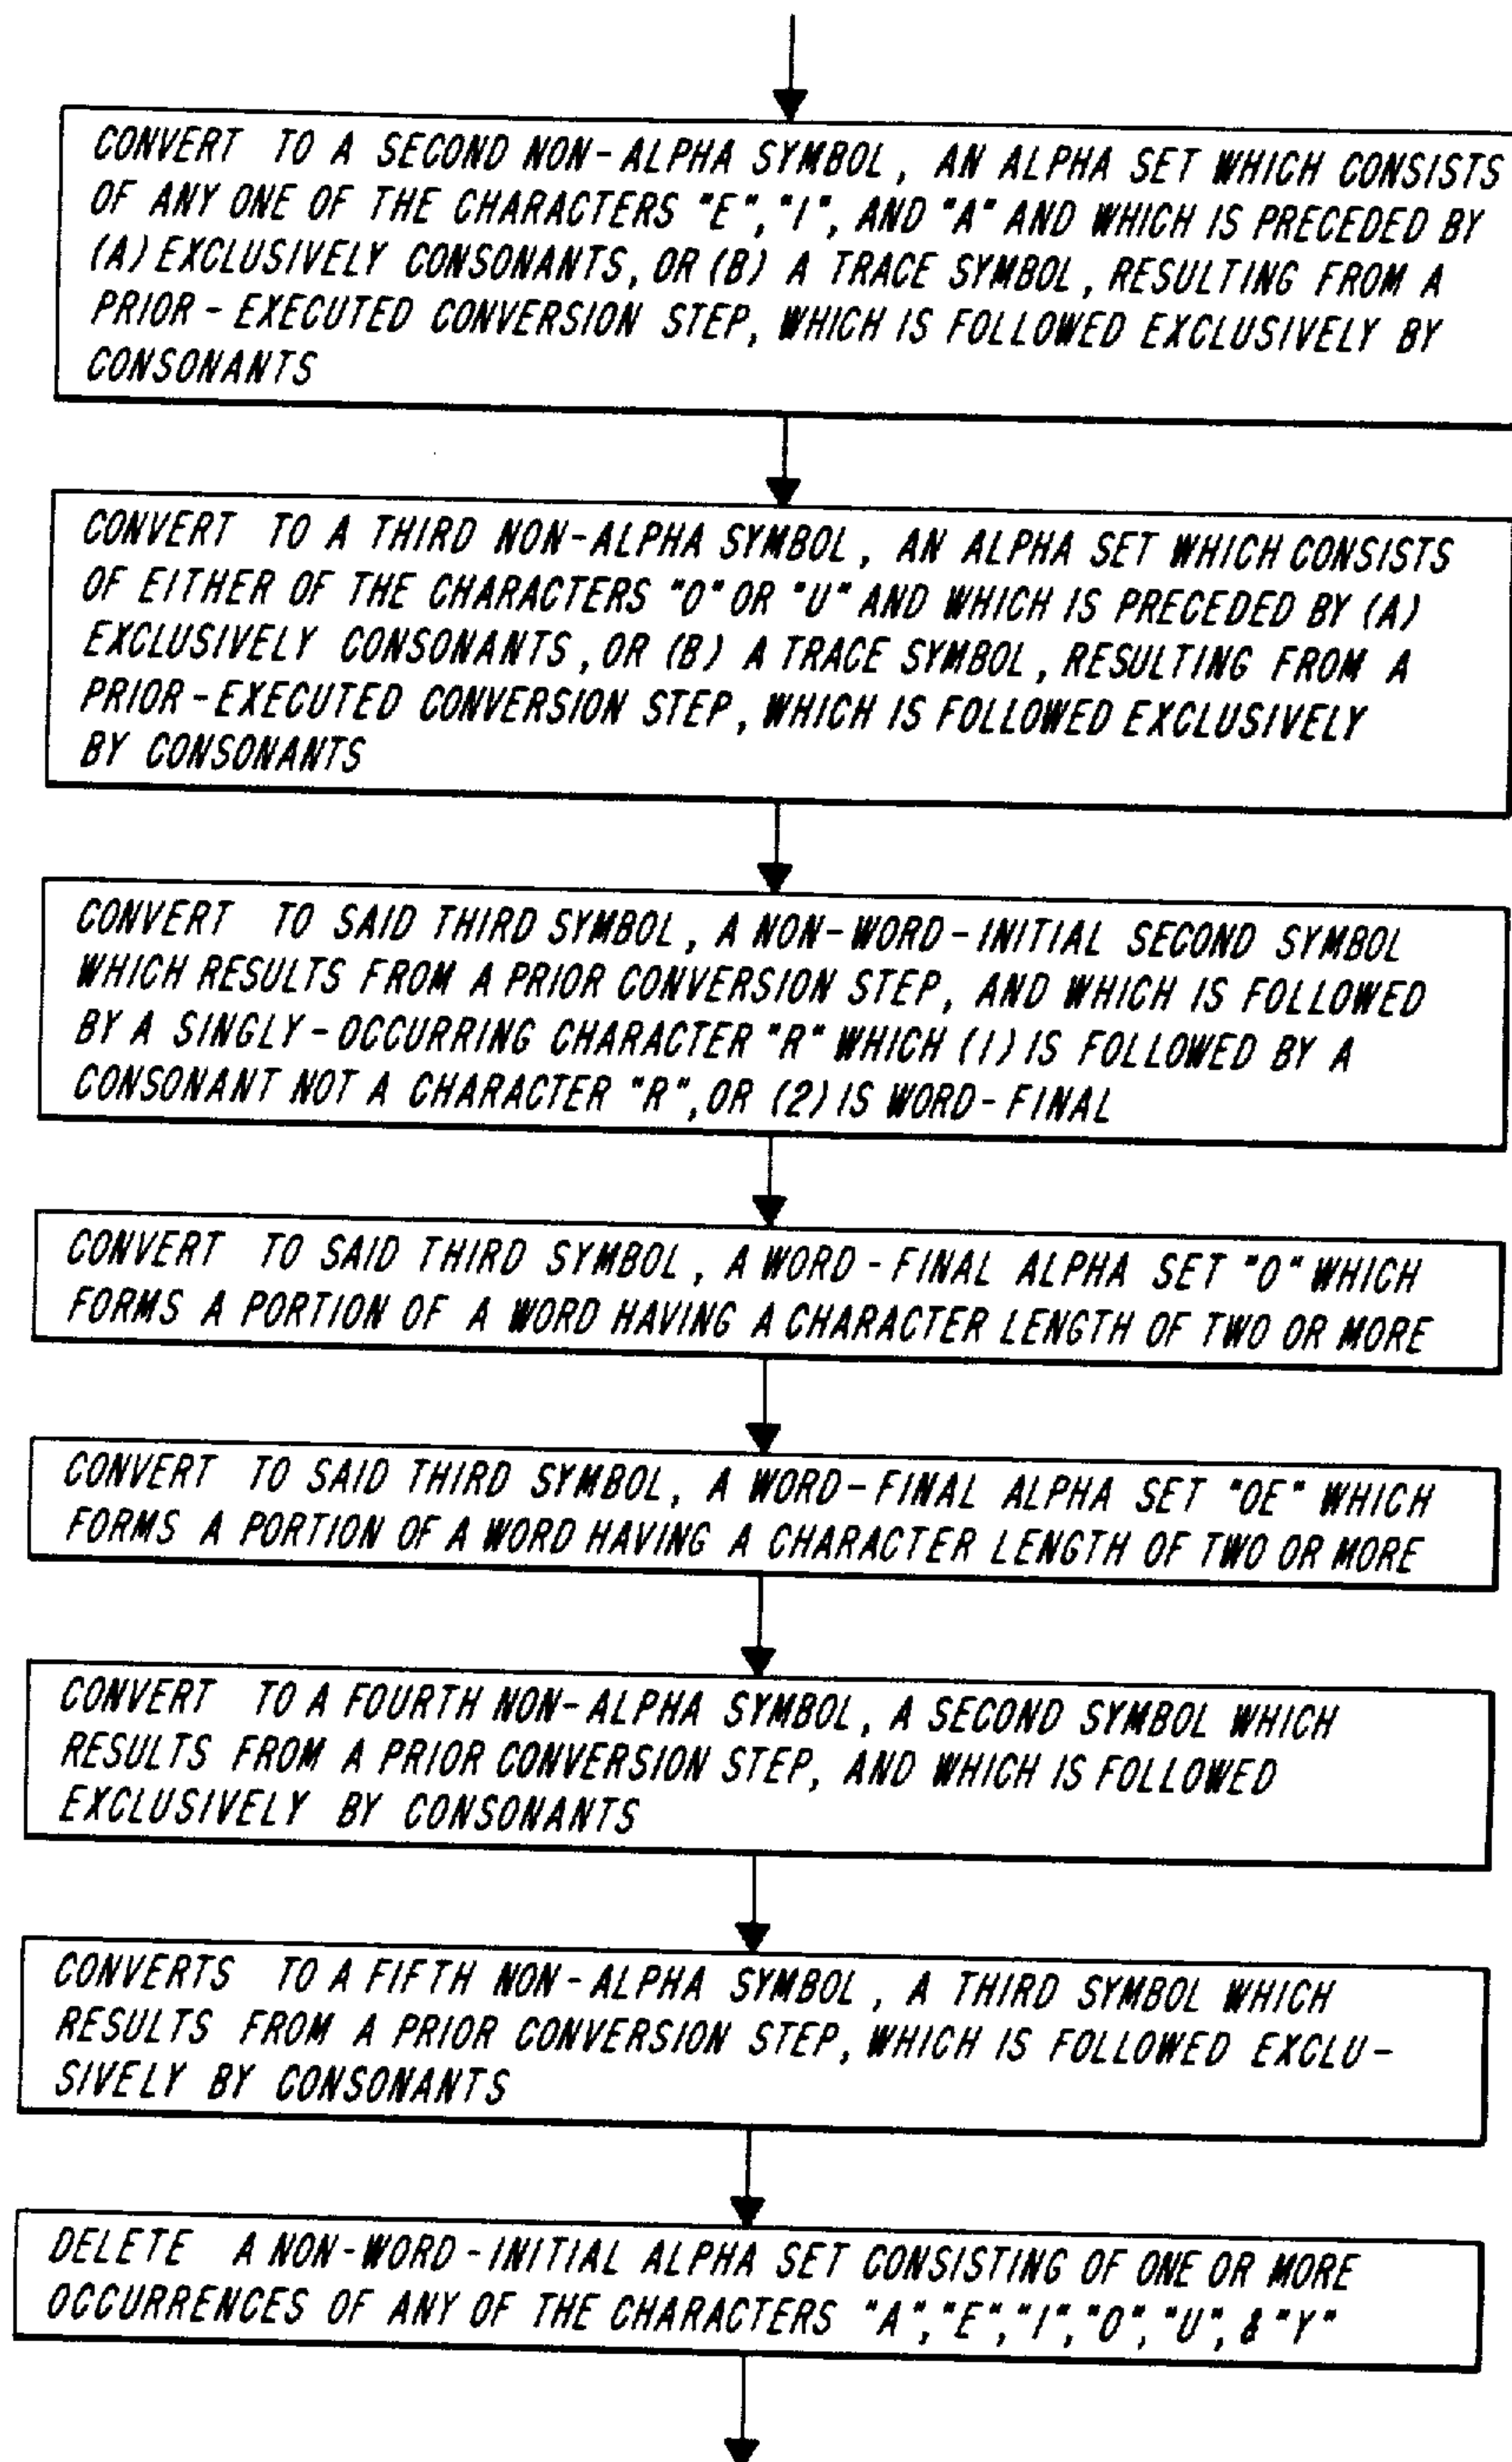 CONVERT TO A SECOND NON-ALPHA SYMBOL, AN ALPHA SET WHICH CONSISTS
OF ANY ONE OF THE CHARACTERS "E", "I", AND "A" AND WHICH IS PRECEDED BY
(A) EXCLUSIVELY CONSONANTS, OR (B) A TRACE SYMBOL, RESULTING FROM A
PRIOR-EXECUTED CONVERSION STEP, WHICH IS FOLLOWED EXCLUSIVELY BY
CONSONANTS
CONVERT TO A THIRD NON-ALPHA SYMBOL, AN ALPHA SET WHICH CONSISTS
OF EITHER OF THE CHARACTERS "O" OR "U" AND WHICH IS PRECEDED BY (A)
EXCLUSIVELY CONSONANTS, OR (B) A TRACE SYMBOL, RESULTING FROM A
PRIOR-EXECUTED CONVERSION STEP, WHICH IS FOLLOWED EXCLUSIVELY
BY CONSONANTS
CONVERT TO SAID THIRD SYMBOL, A NON-WORD-INITIAL SECOND SYMBOL
WHICH RESULTS FROM A PRIOR CONVERSION STEP, AND WHICH IS FOLLOWED
BY A SINGLY-OCCURRING CHARACTER "R" WHICH (1) IS FOLLOWED BY A
CONSONANT NOT A CHARACTER "R", OR (2) IS WORD-FINAL
CONVERT TO SAID THIRD SYMBOL, A WORD-FINAL ALPHA SET "O" WHICH
FORMS A PORTION OF A WORD HAVING A CHARACTER LENGTH OF TWO OR MORE
CONVERT TO SAID THIRD SYMBOL, A WORD-FINAL ALPHA SET "OE" WHICH
FORMS A PORTION OF A WORD HAVING A CHARACTER LENGTH OF TWO OR MORE
CONVERT TO A FOURTH NON-ALPHA SYMBOL, A SECOND SYMBOL WHICH
RESULTS FROM A PRIOR CONVERSION STEP, AND WHICH IS FOLLOWED
EXCLUSIVELY BY CONSONANTS
CONVERTS TO A FIFTH NON-ALPHA SYMBOL, A THIRD SYMBOL WHICH
RESULTS FROM A PRIOR CONVERSION STEP, WHICH IS FOLLOWED EXCLU-
SIVELY BY CONSONANTS
DELETE A NON-WORD-INITIAL ALPHA SET CONSISTING OF ONE OR MORE
OCCURRENCES OF ANY OF THE CHARACTERS "A", "E", "I", "O", "U", & "Y"